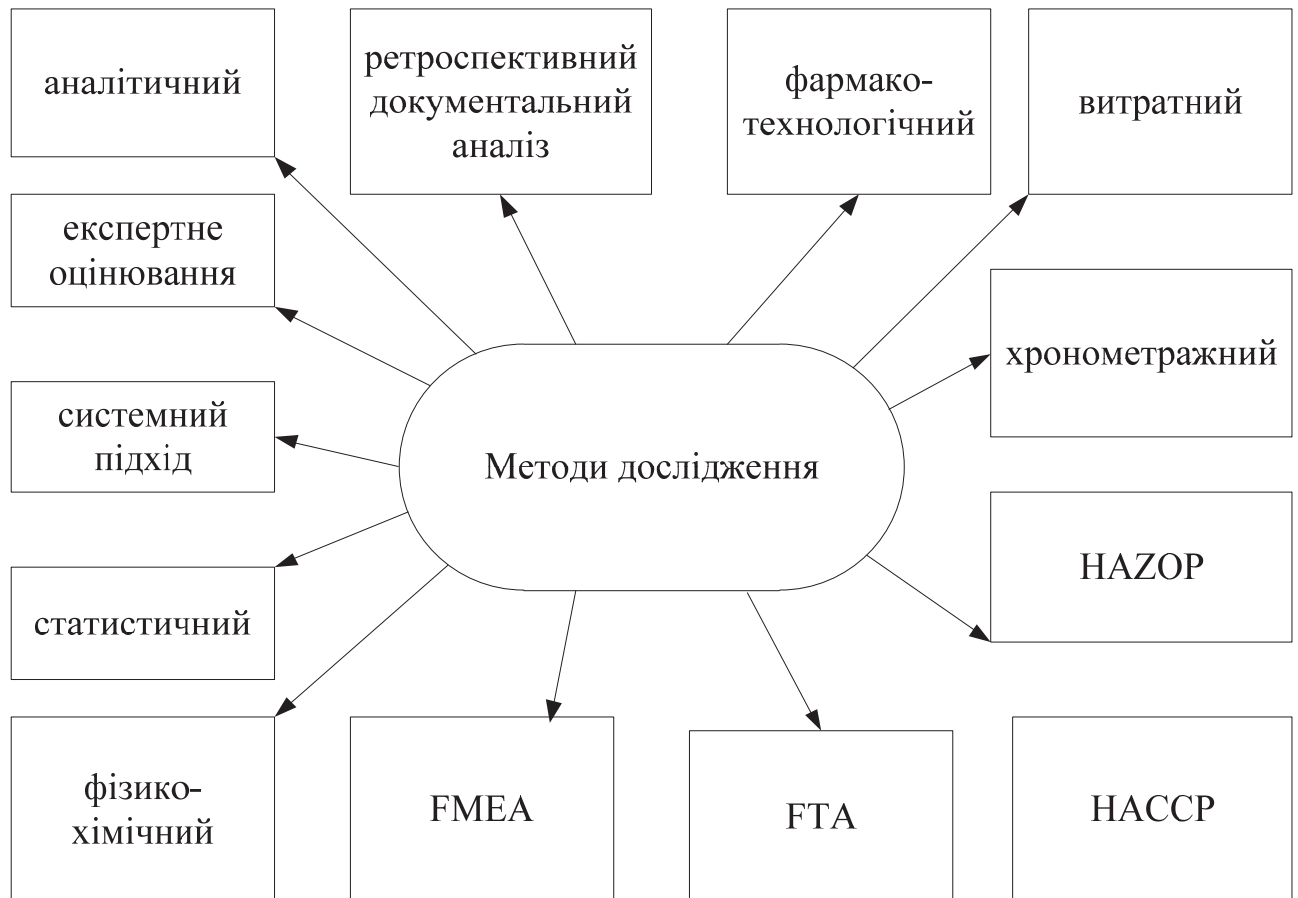 аналітичний
ретроспективний
документальний
аналіз
фармако-
технологічний
витратний
експертне
оцінювання
хронометражний
системний
підхід
Методи дослідження
HAZOP
статистичний
фізико-
хімічний
FMEA
FTA
HACCP